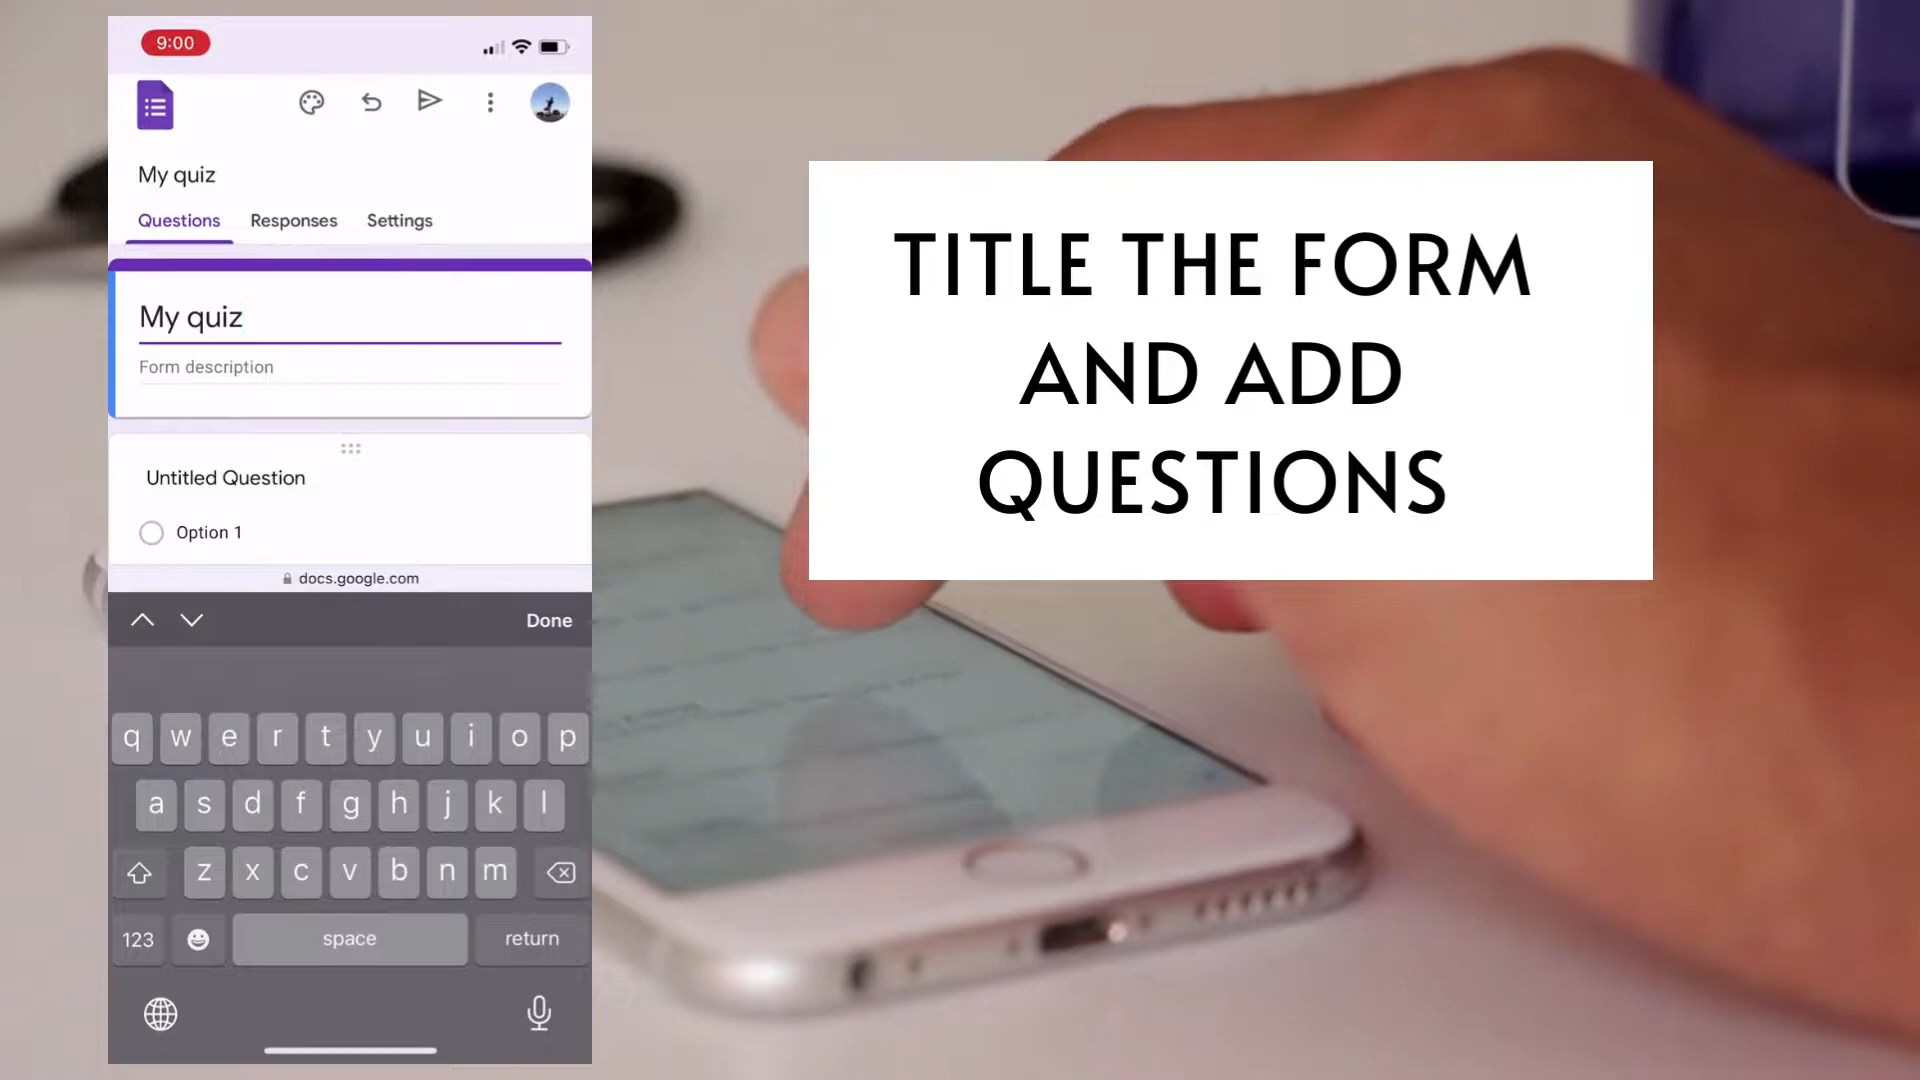 9:00
My quiz
Questions Responses Settings
My quiz
Form description
Untitled Question
Option 1
docs.google.com
Done
q w e r t y u i o p
a s d f g h j k l
z x c v b n m
123 space return
TITLE THE FORM
AND ADD
QUESTIONS